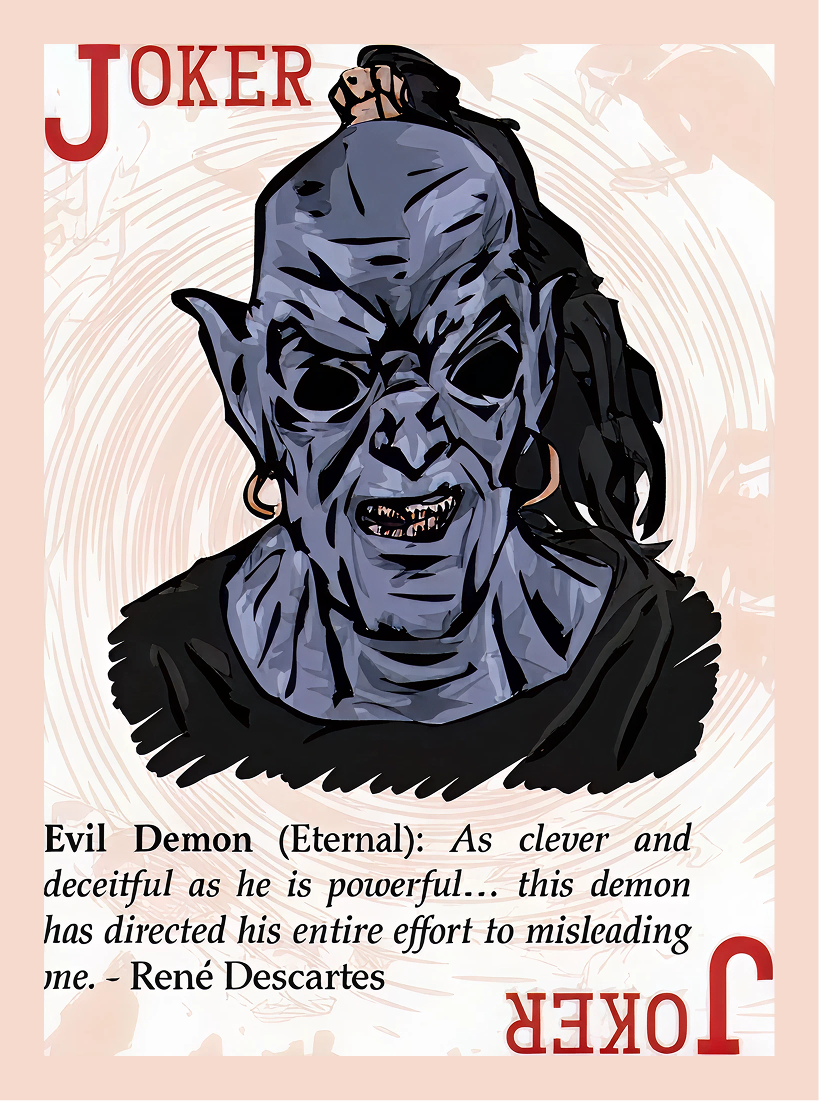 JOKER
Evil Demon (Eternal): As clever and
deceitful as he is powerful... this demon
has directed his entire effort to misleading
me. - René Descartes
JOKER